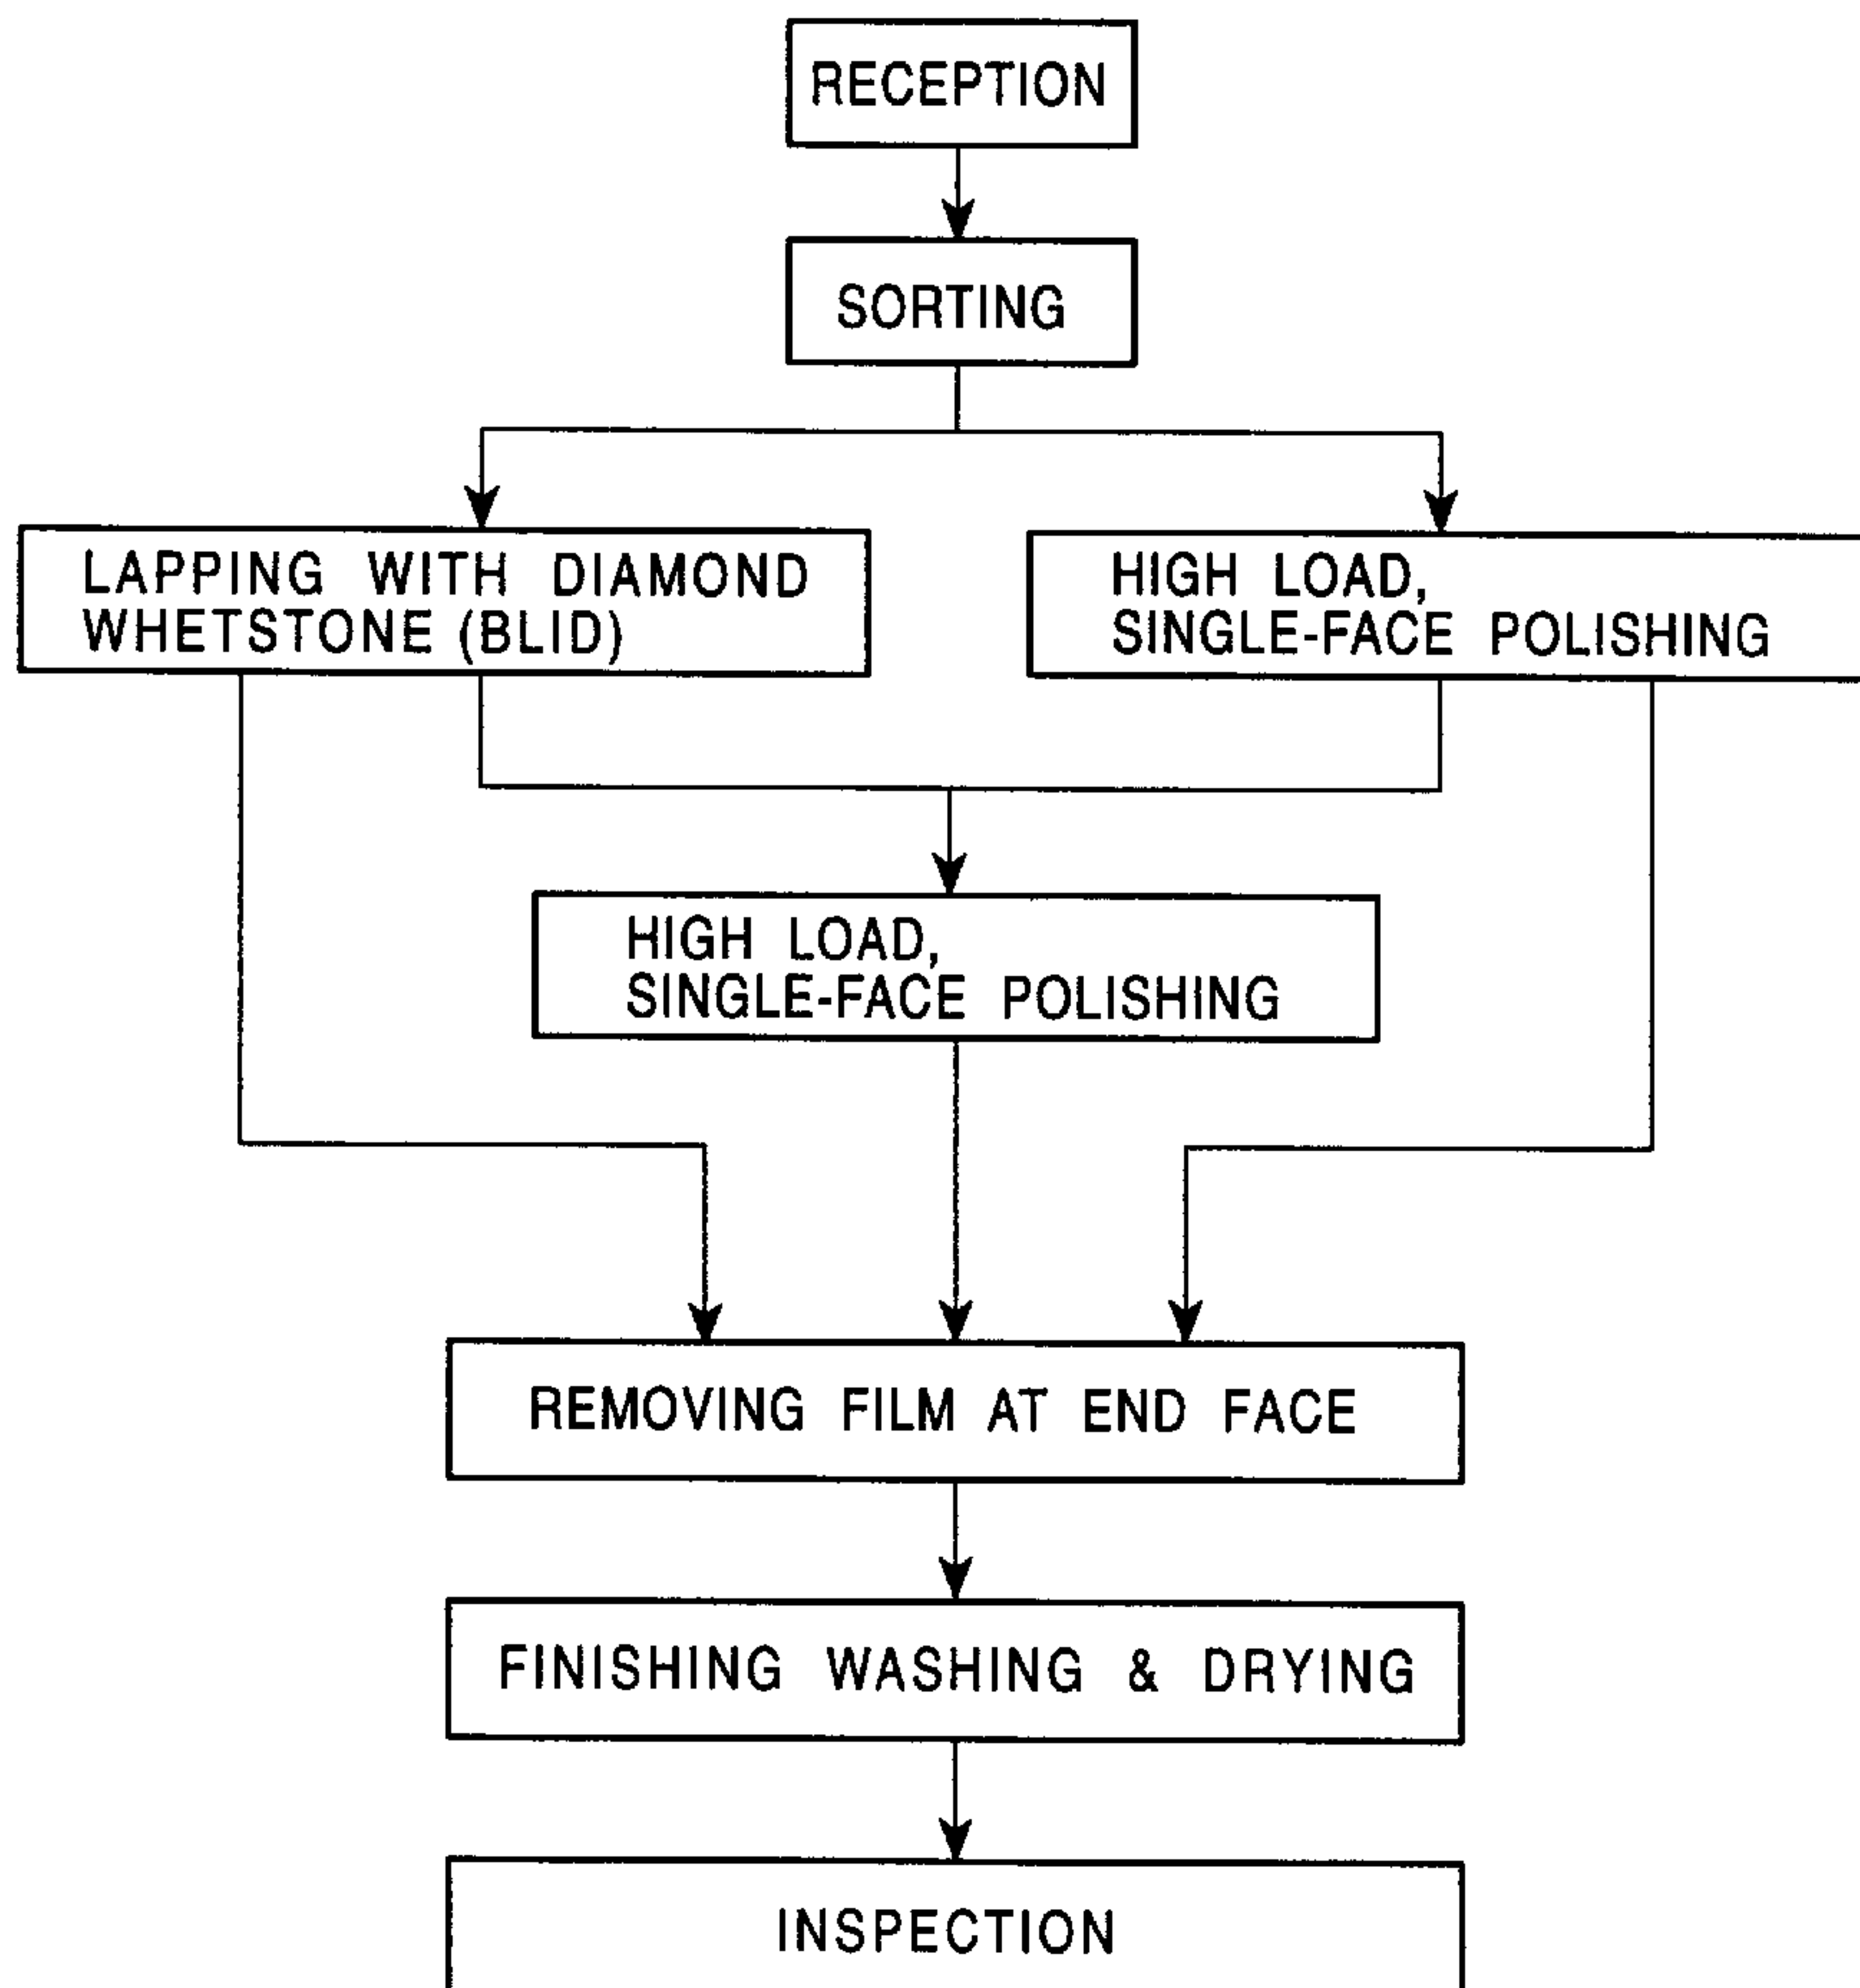 RECEPTION
SORTING
LAPPING WITH DIAMOND
WHETSTONE (BLID)
HIGH LOAD,
SINGLE-FACE POLISHING
HIGH LOAD,
SINGLE-FACE POLISHING
REMOVING FILM AT END FACE
FINISHING WASHING & DRYING
INSPECTION